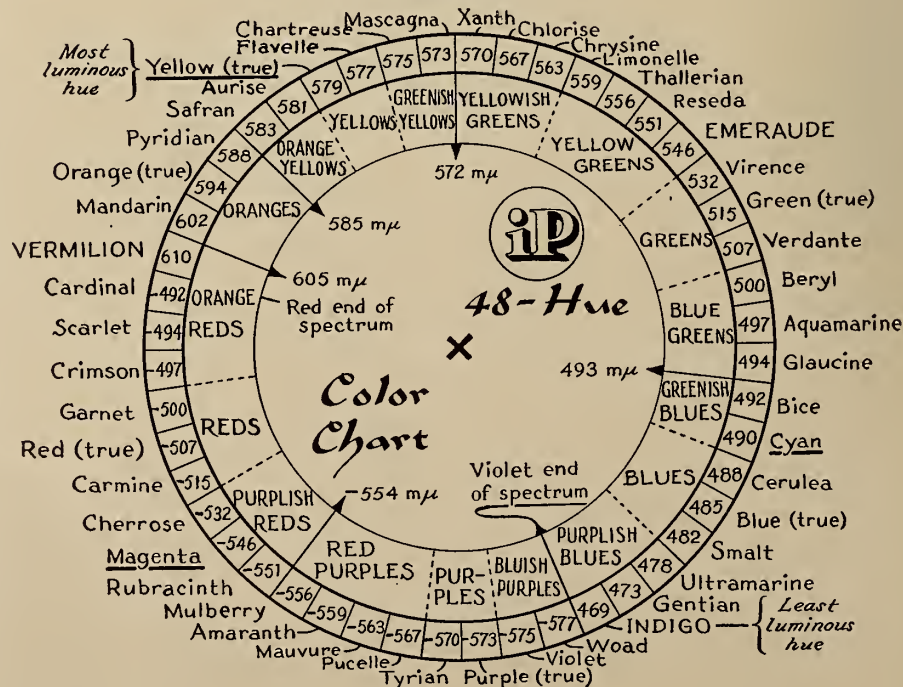 Xanth
Chlorise
Chrysine
Limonelle
Thallerian
Reseda
EMERAUDE
Virence
Green (true)
Verdante
Beryl
Aquamarine
Glaucine
Bice
Cyan
Cerulea
Blue (true)
Smalt
Ultramarine
Gentian
INDIGO
Least
luminous
hue
Woad
Violet
Purple (true)
Tyrian
Pucelle
Mauvure
Amaranth
Mulberry
Rubracinth
Magenta
Cherrose
Carmine
Red (true)
Garnet
Crimson
Scarlet
Cardinal
VERMILION
Mandarin
Orange (true)
Pyridian
Safran
Aurise
Yellow (true)
Most
luminous
hue
Flavelle
Chartreuse
Mascagna
570
567
563
559
556
551
546
532
515
507
500
497
494
492
490
488
485
482
478
473
469
-577
-575
-573
-570
-567
-563
-559
-556
-551
-546
-532
-515
-507
-500
-497
-494
-492
610
602
594
588
583
581
579
577
575
573
YELLOWISH
GREENS
YELLOW
GREENS
GREENS
BLUE
GREENS
GREENISH
BLUES
BLUES
PURPLISH
BLUES
BLUISH
PURPLES
PUR-
PLES
RED
PURPLES
PURPLISH
REDS
REDS
ORANGE
REDS
ORANGES
ORANGE
YELLOWS
YELLOWS
GREENISH
YELLOWS
572 mμ
585 mμ
605 mμ
Red end of
spectrum
iP
48-Hue
×
493 mμ
Color
Chart
Violet end
of spectrum
-554 mμ